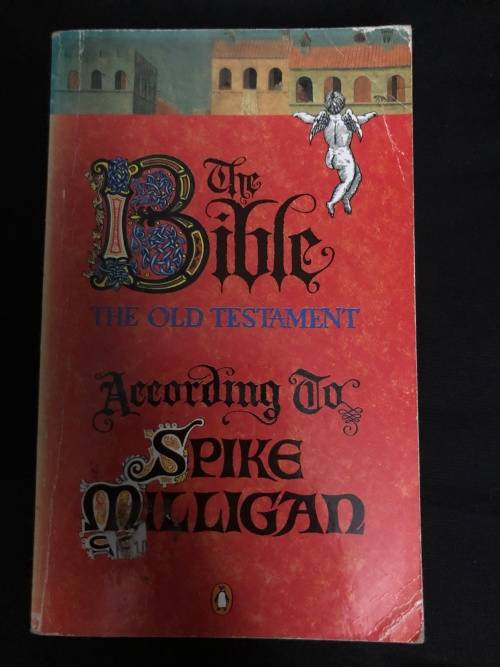 The
Bible
THE OLD TESTAMENT
According To
SPIKE
MILLIGAN